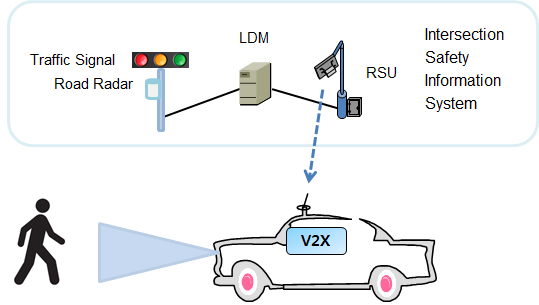 Traffic Signal
Road Radar
LDM
RSU
Intersection
Safety
Information
System
V2X